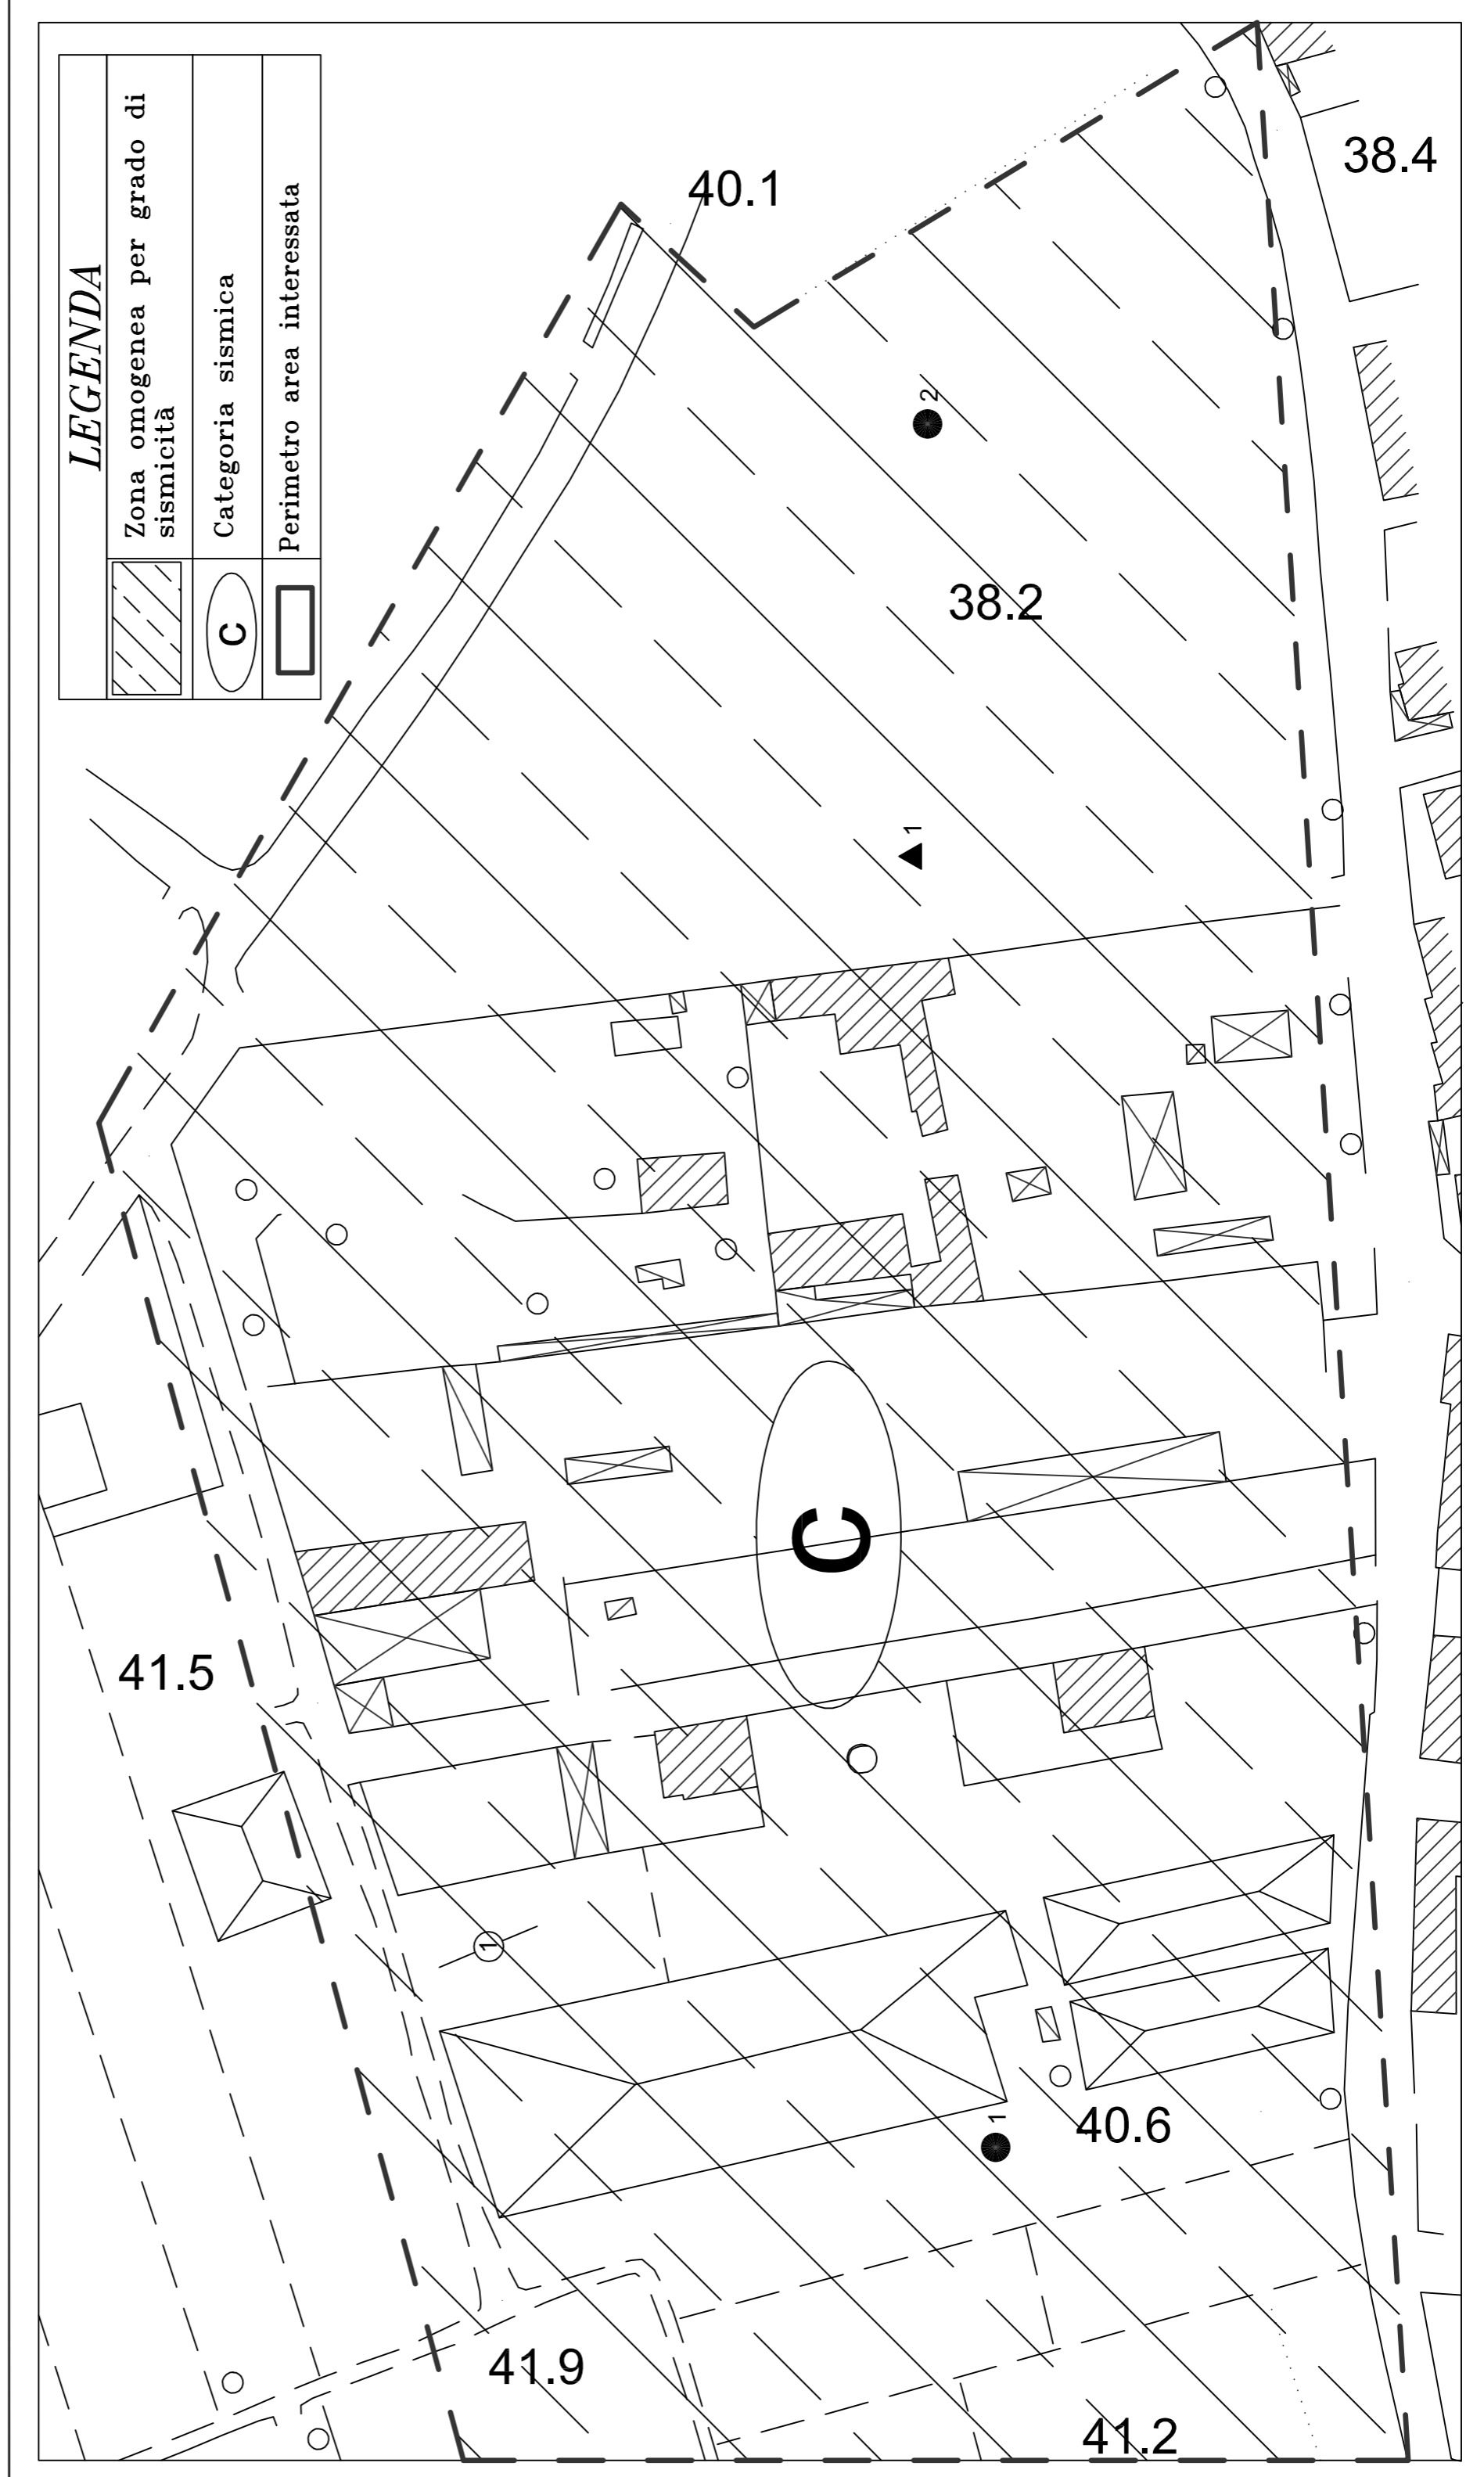 LEGENDA
Zona omogenea per grado di
sismicità
C
Categoria sismica
Perimetro area interessata
40.1
38.4
2
38.2
1
C
41.5
1
1
40.6
41.9
41.2